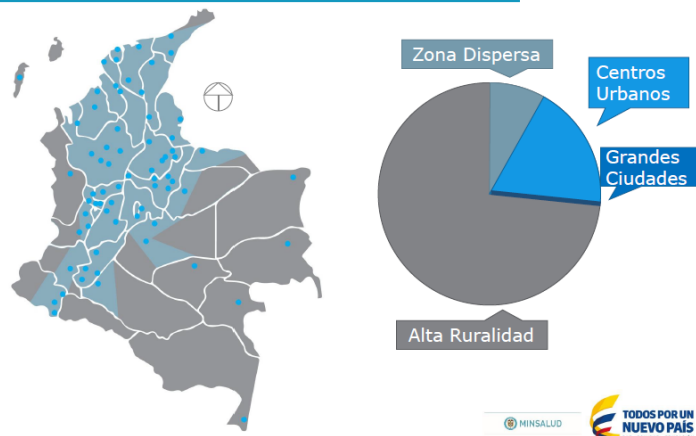 Zona Dispersa
Centros
Urbanos
Grandes
Ciudades
Alta Ruralidad
MINSALUD
TODOS POR UN
NUEVO PAÍS